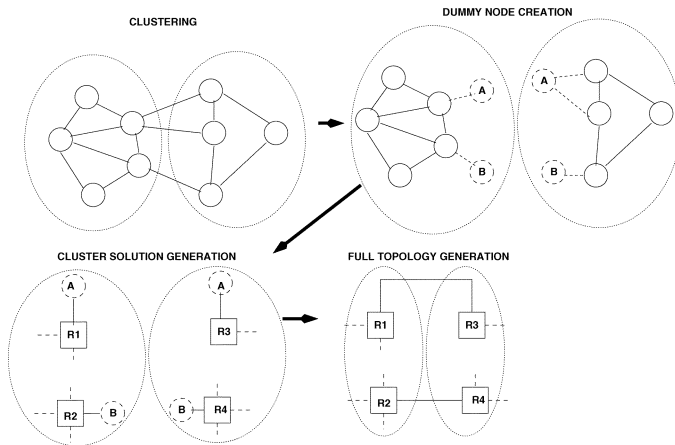 CLUSTERING
DUMMY NODE CREATION
A
B
A
B
CLUSTER SOLUTION GENERATION
FULL TOPOLOGY GENERATION
A
A
R1
R3
R1
R3
R2
B
B
R4
R2
R4